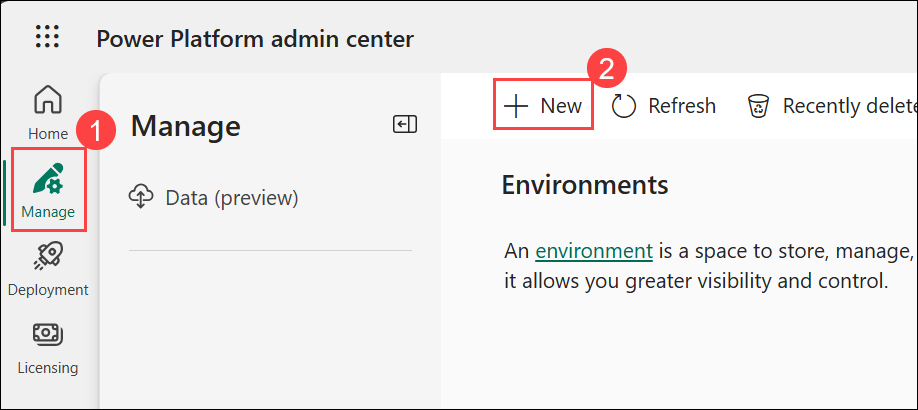 Power Platform admin center
Home
1
Manage
Deployment
Licensing
Manage
Data (preview)
2
New
Refresh
Recently delete
Environments
An environment is a space to store, manage,
it allows you greater visibility and control.